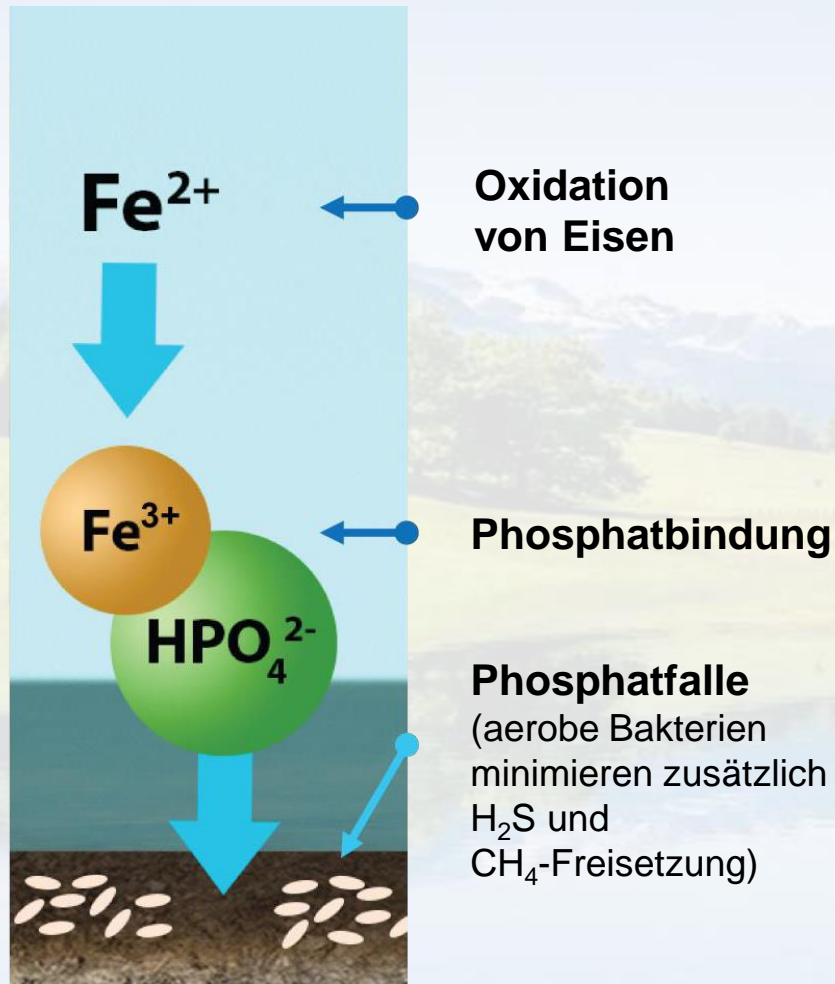 Fe²⁺
Oxidation
von Eisen
Fe³⁺
Phosphatbindung
HPO₄²⁻
Phosphatfalle
(aerobe Bakterien
minimieren zusätzlich
H₂S und
CH₄-Freisetzung)